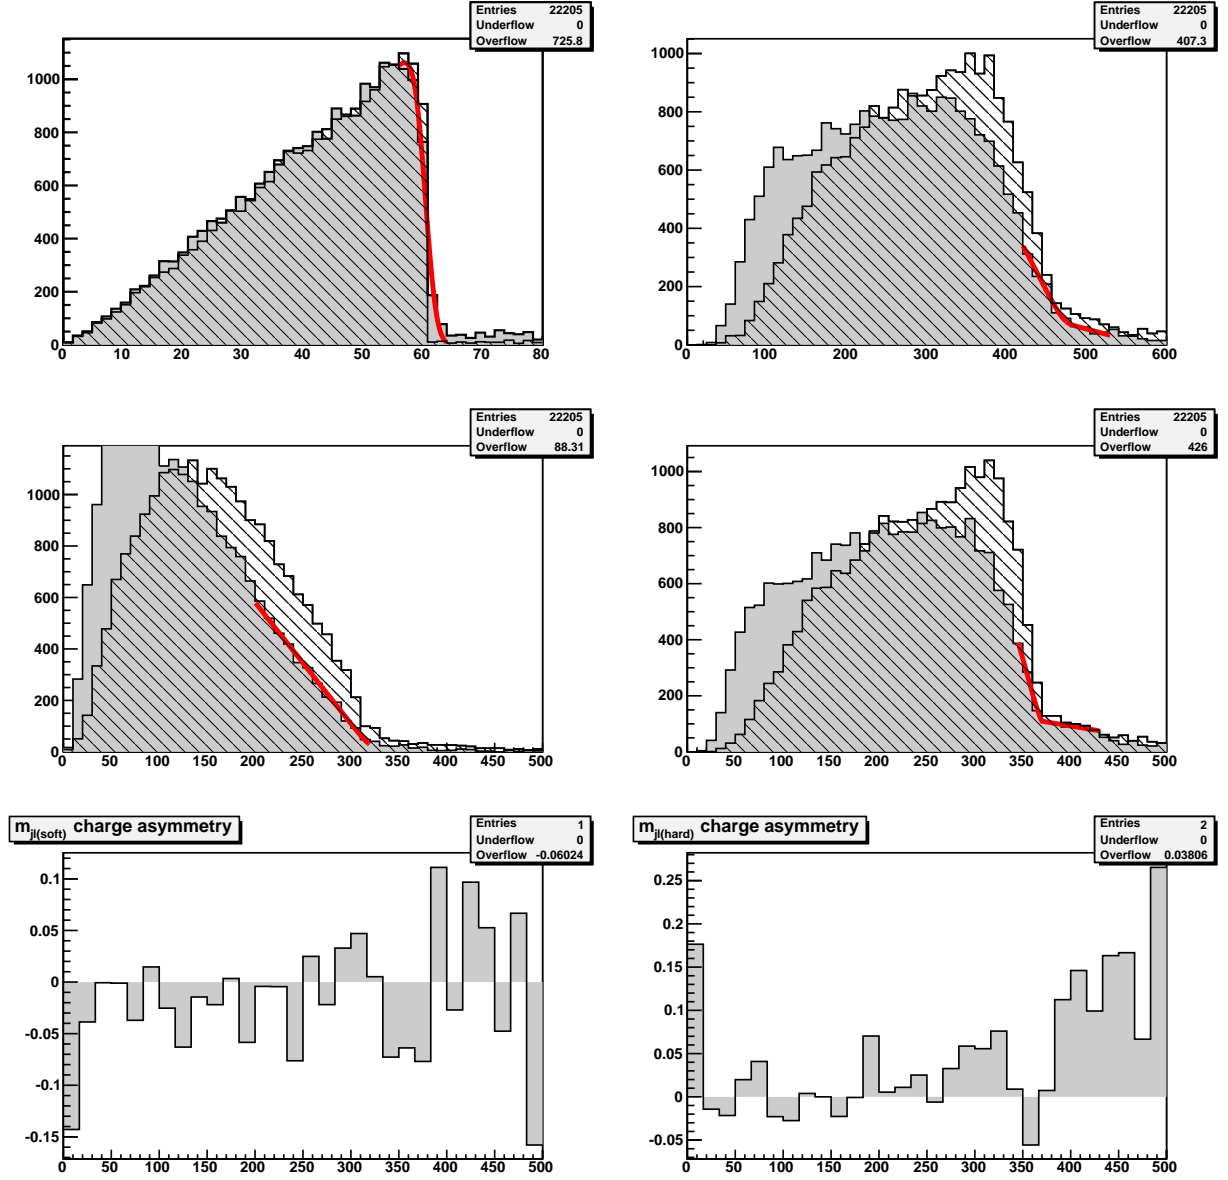 Entries 22205
Underflow 0
Overflow 725.8
1000
800
600
400
200
0
0 10 20 30 40 50 60 70 80
Entries 22205
Underflow 0
Overflow 407.3
1000
800
600
400
200
0
0 100 200 300 400 500 600
Entries 22205
Underflow 0
Overflow 88.31
1000
800
600
400
200
0
0 50 100 150 200 250 300 350 400 450 500
Entries 22205
Underflow 0
Overflow 426
1000
800
600
400
200
0
0 50 100 150 200 250 300 350 400 450 500
m_jl(soft) charge asymmetry
Entries 1
Underflow 0
Overflow -0.06024
0.1
0.05
0
-0.05
-0.1
-0.15
0 50 100 150 200 250 300 350 400 450 500
m_jl(hard) charge asymmetry
Entries 2
Underflow 0
Overflow 0.03806
0.25
0.2
0.15
0.1
0.05
0
-0.05
0 50 100 150 200 250 300 350 400 450 500